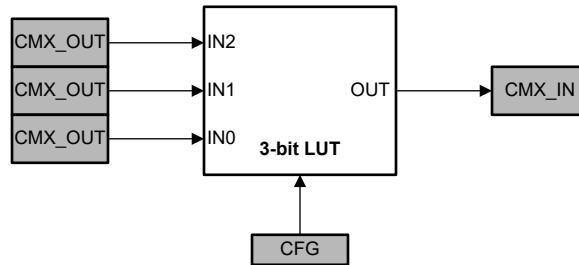 CMX_OUT
IN2
CMX_OUT
IN1
OUT
CMX_IN
CMX_OUT
IN0
3-bit LUT
CFG